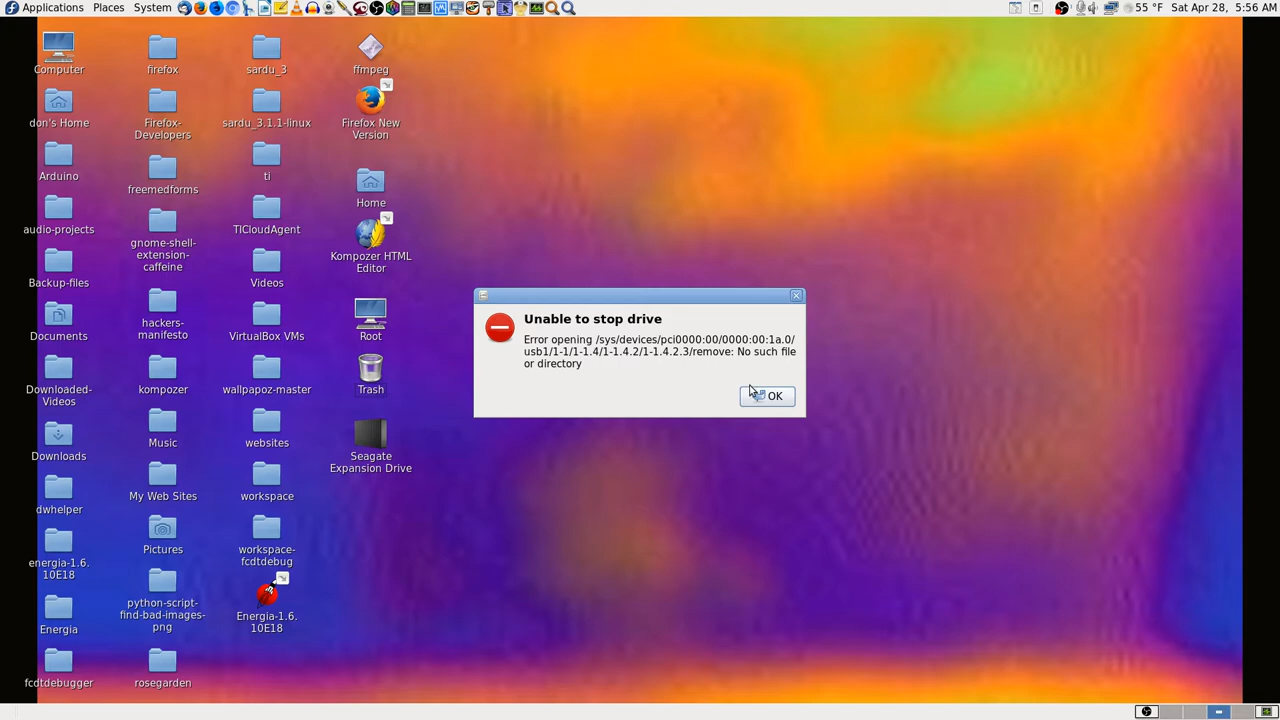 Applications Places System
55 °F Sat Apr 28, 5:56 AM
Computer
don's Home
Arduino
audio-projects
Backup-files
Documents
Downloaded-
Videos
Downloads
dwhelper
energia-1.6.
10E18
Energia
fcdtdebugger
firefox
Firefox-
Developers
freemedforms
gnome-shell-
extension-
caffeine
hackers-
manifesto
kompozer
Music
My Web Sites
Pictures
python-script-
find-bad-images-
png
rosegarden
sardu_3
sardu_3.1.1-linux
ti
TICloudAgent
Videos
VirtualBox VMs
wallpapoz-master
websites
workspace
workspace-
fcdtdebug
Energia-1.6.
10E18
ffmpeg
Firefox New
Version
Home
Kompozer HTML
Editor
Root
Trash
Seagate
Expansion Drive
Unable to stop drive
Error opening /sys/devices/pci0000:00/0000:00:1a.0/
usb1/1-1/1-1.4/1-1.4.2/1-1.4.2.3/remove: No such file
or directory
OK